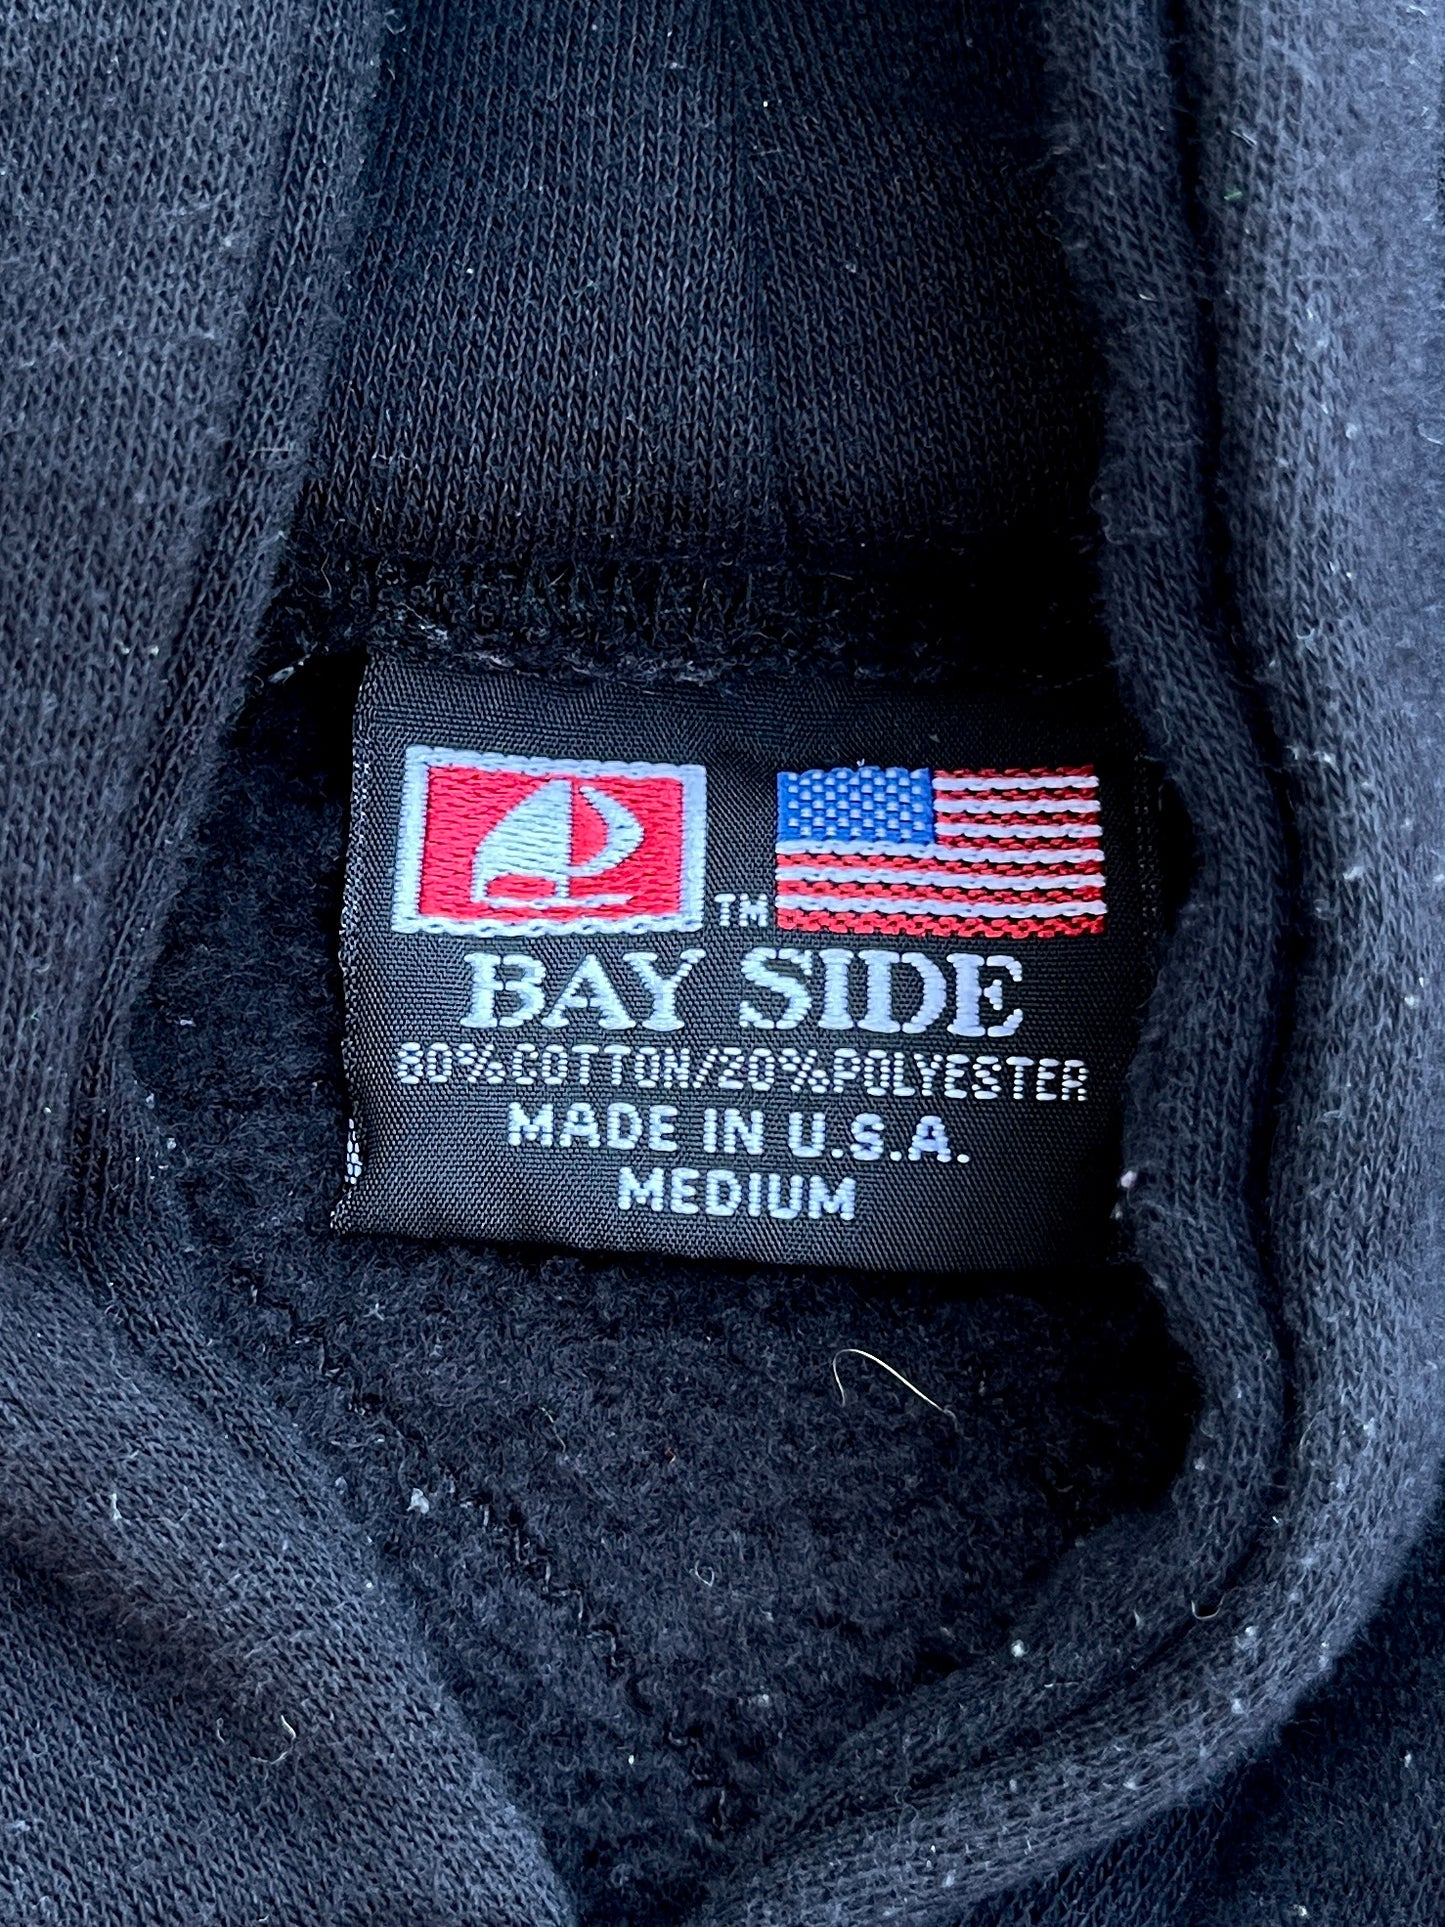 TM
BAY SIDE
80%COTTON/20%POLYESTER
MADE IN U.S.A.
MEDIUM